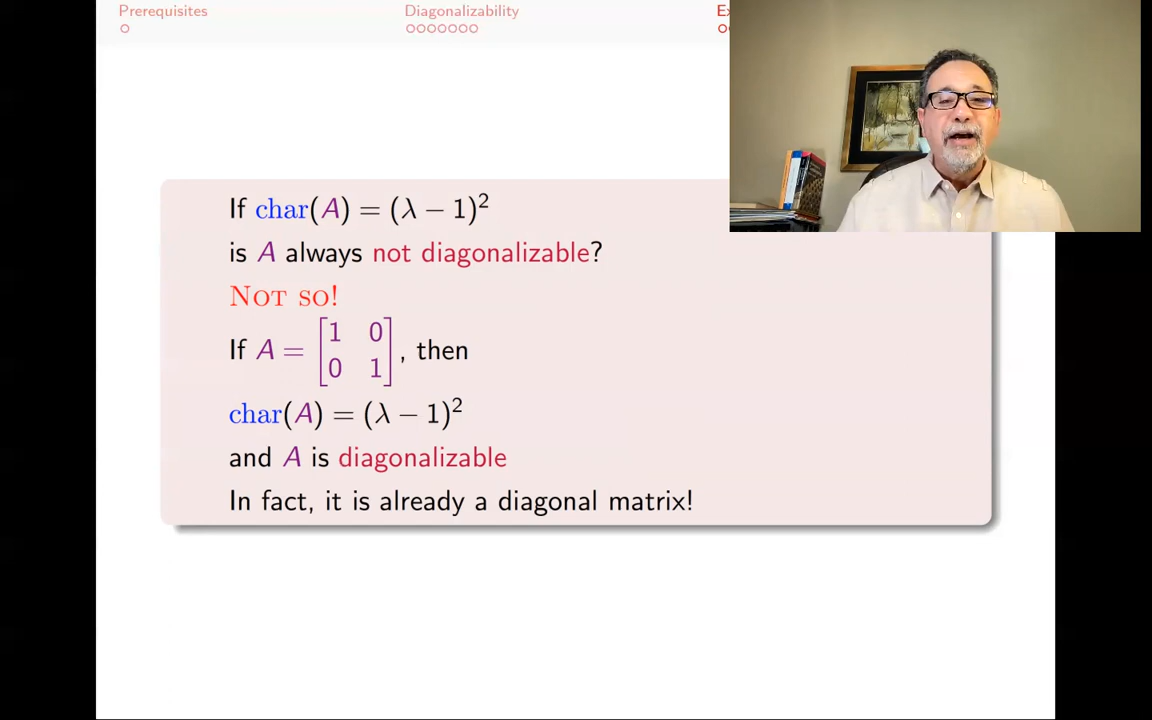 Prerequisites
Diagonalizability
If char(A) = (λ − 1)²
is A always not diagonalizable?
NOT SO!
If A = [1 0
0 1], then
char(A) = (λ − 1)²
and A is diagonalizable
In fact, it is already a diagonal matrix!